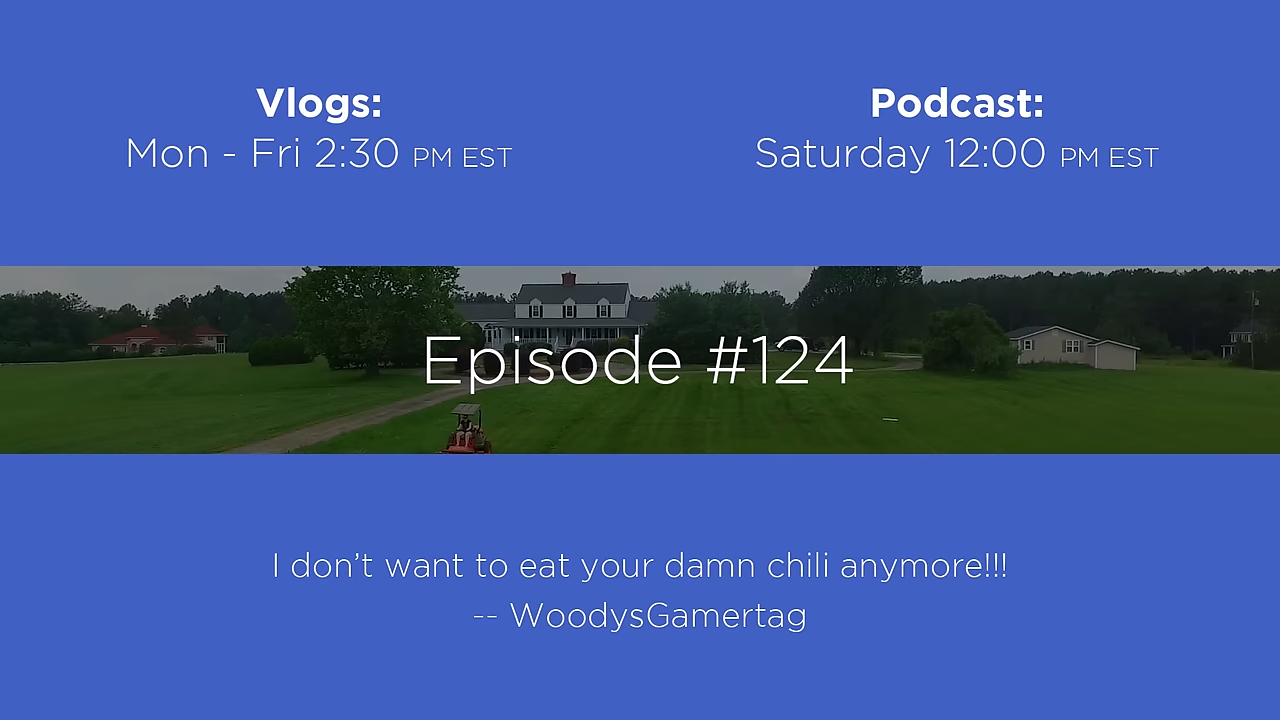 Vlogs:
Mon - Fri 2:30 PM EST
Podcast:
Saturday 12:00 PM EST
Episode #124
I don’t want to eat your damn chili anymore!!!
-- WoodysGamertag